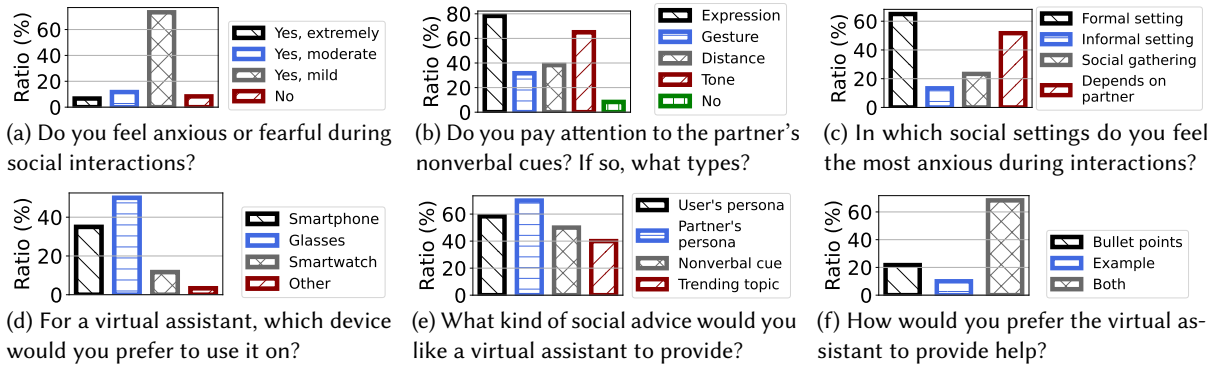 Ratio (%)
60
40
20
0
Yes, extremely
Yes, moderate
Yes, mild
No
(a) Do you feel anxious or fearful during
social interactions?
Ratio (%)
80
60
40
20
0
Expression
Gesture
Distance
Tone
No
(b) Do you pay attention to the partner's
nonverbal cues? If so, what types?
Ratio (%)
60
40
20
0
Formal setting
Informal setting
Social gathering
Depends on
partner
(c) In which social settings do you feel
the most anxious during interactions?
Ratio (%)
40
20
0
Smartphone
Glasses
Smartwatch
Other
(d) For a virtual assistant, which device
would you prefer to use it on?
Ratio (%)
60
40
20
0
User's persona
Partner's
persona
Nonverbal cue
Trending topic
(e) What kind of social advice would you
like a virtual assistant to provide?
Ratio (%)
60
40
20
0
Bullet points
Example
Both
(f) How would you prefer the virtual as-
sistant to provide help?